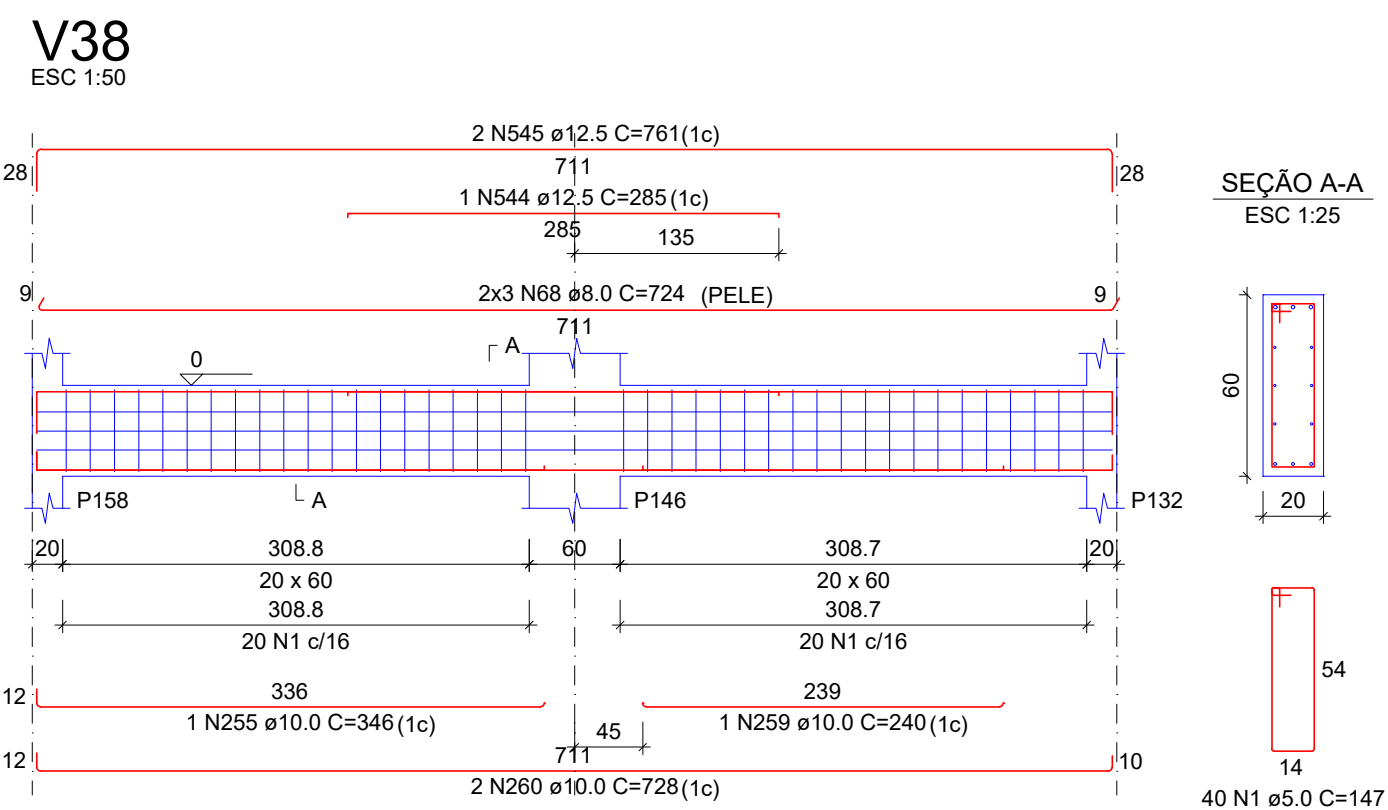 V38
ESC 1:50
2 N545 ø12.5 C=761(1c)
28
711
28
1 N544 ø12.5 C=285(1c)
285
135
9
2x3 N68 ø8.0 C=724 (PELE)
9
711
0
A
P158
A
P146
P132
20
308.8
60
308.7
20
20 x 60
20 x 60
308.8
308.7
20 N1 c/16
20 N1 c/16
12
336
239
1 N255 ø10.0 C=346(1c)
1 N259 ø10.0 C=240(1c)
45
12
711
10
2 N260 ø10.0 C=728(1c)
SEÇÃO A-A
ESC 1:25
60
20
54
14
40 N1 ø5.0 C=147